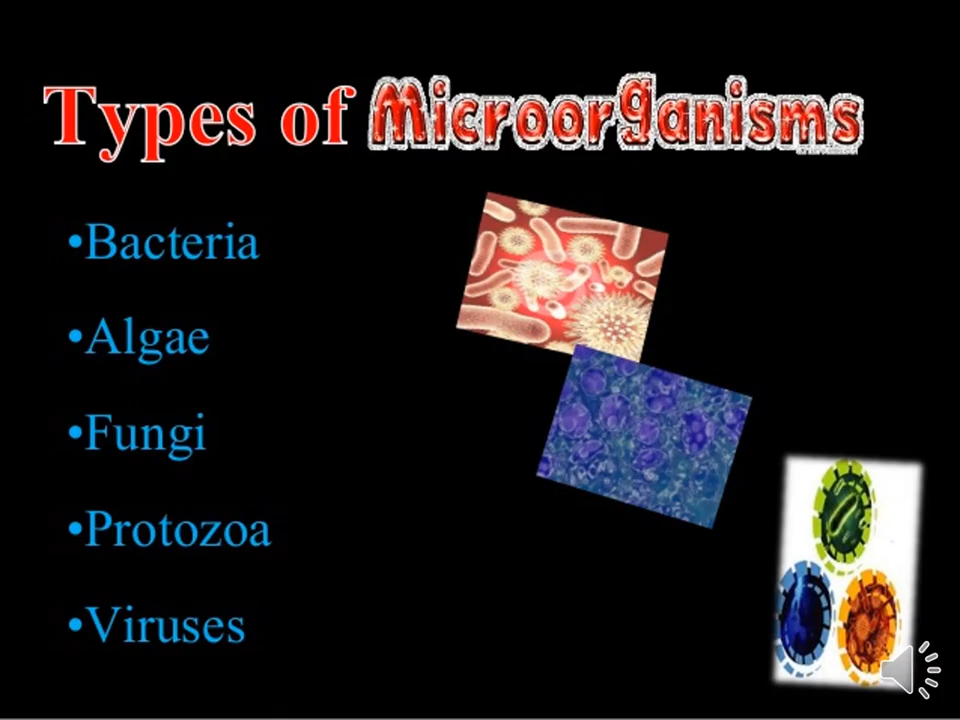 Types of Microorganisms
•Bacteria
•Algae
•Fungi
•Protozoa
•Viruses